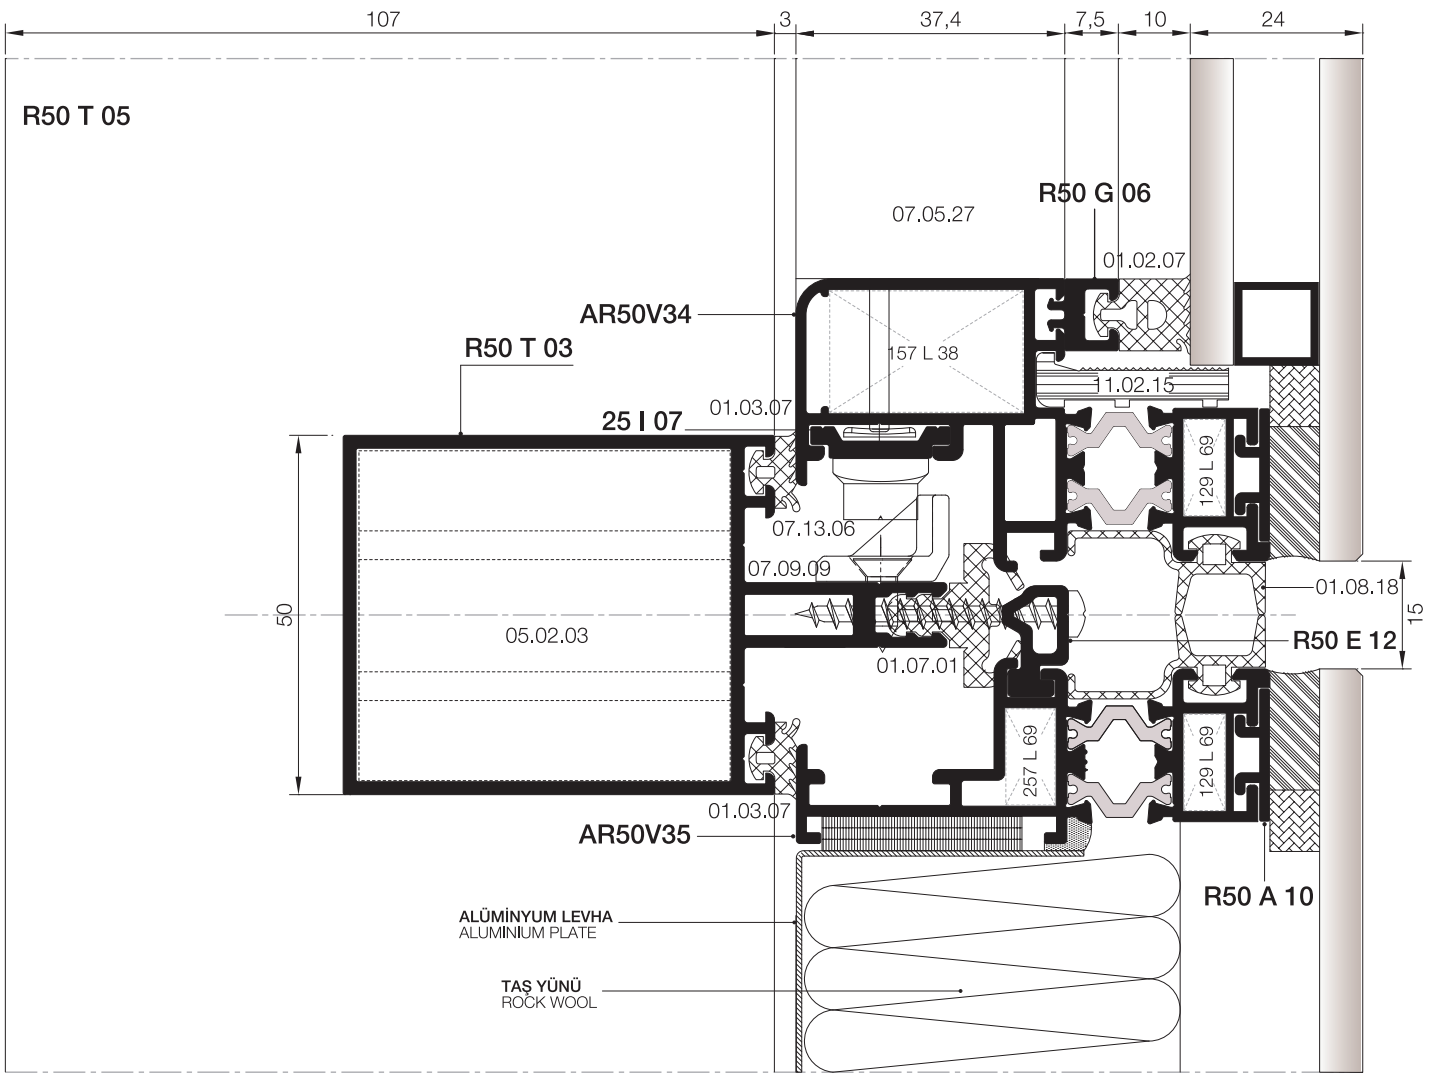 107
3
37,4
7,5
10
24
R50 T 05
R50 G 06
07.05.27
01.02.07
AR50V34
R50 T 03
157 L 38
11.02.15
01.03.07
25 I 07
129 L 69
07.13.06
07.09.09
01.08.18
50
15
05.02.03
R50 E 12
01.07.01
257 L 69
129 L 69
01.03.07
AR50V35
R50 A 10
ALÜMİNYUM LEVHA
ALUMINIUM PLATE
TAŞ YÜNÜ
ROCK WOOL